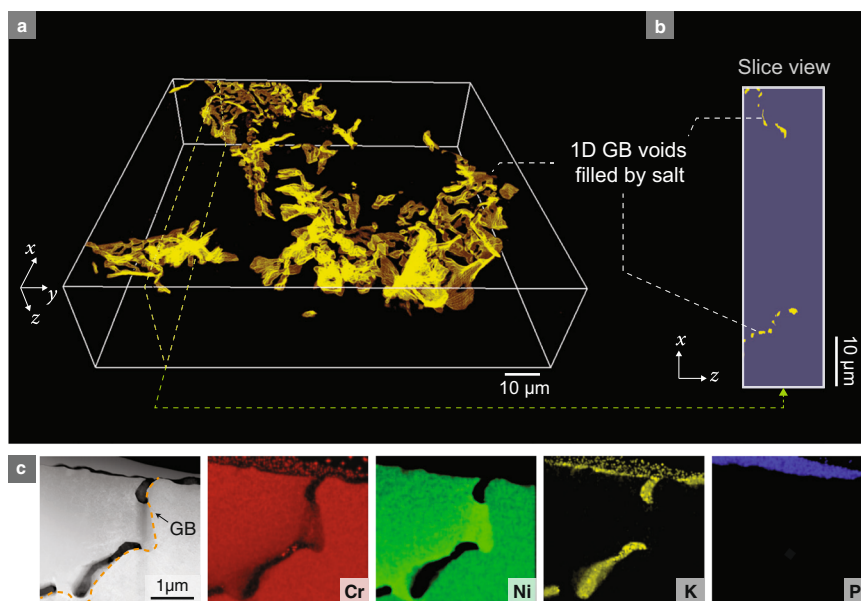 a
b
Slice view
1D GB voids
filled by salt
x
y
z
10 μm
x
z
10 μm
c
GB
1μm
Cr
Ni
K
P